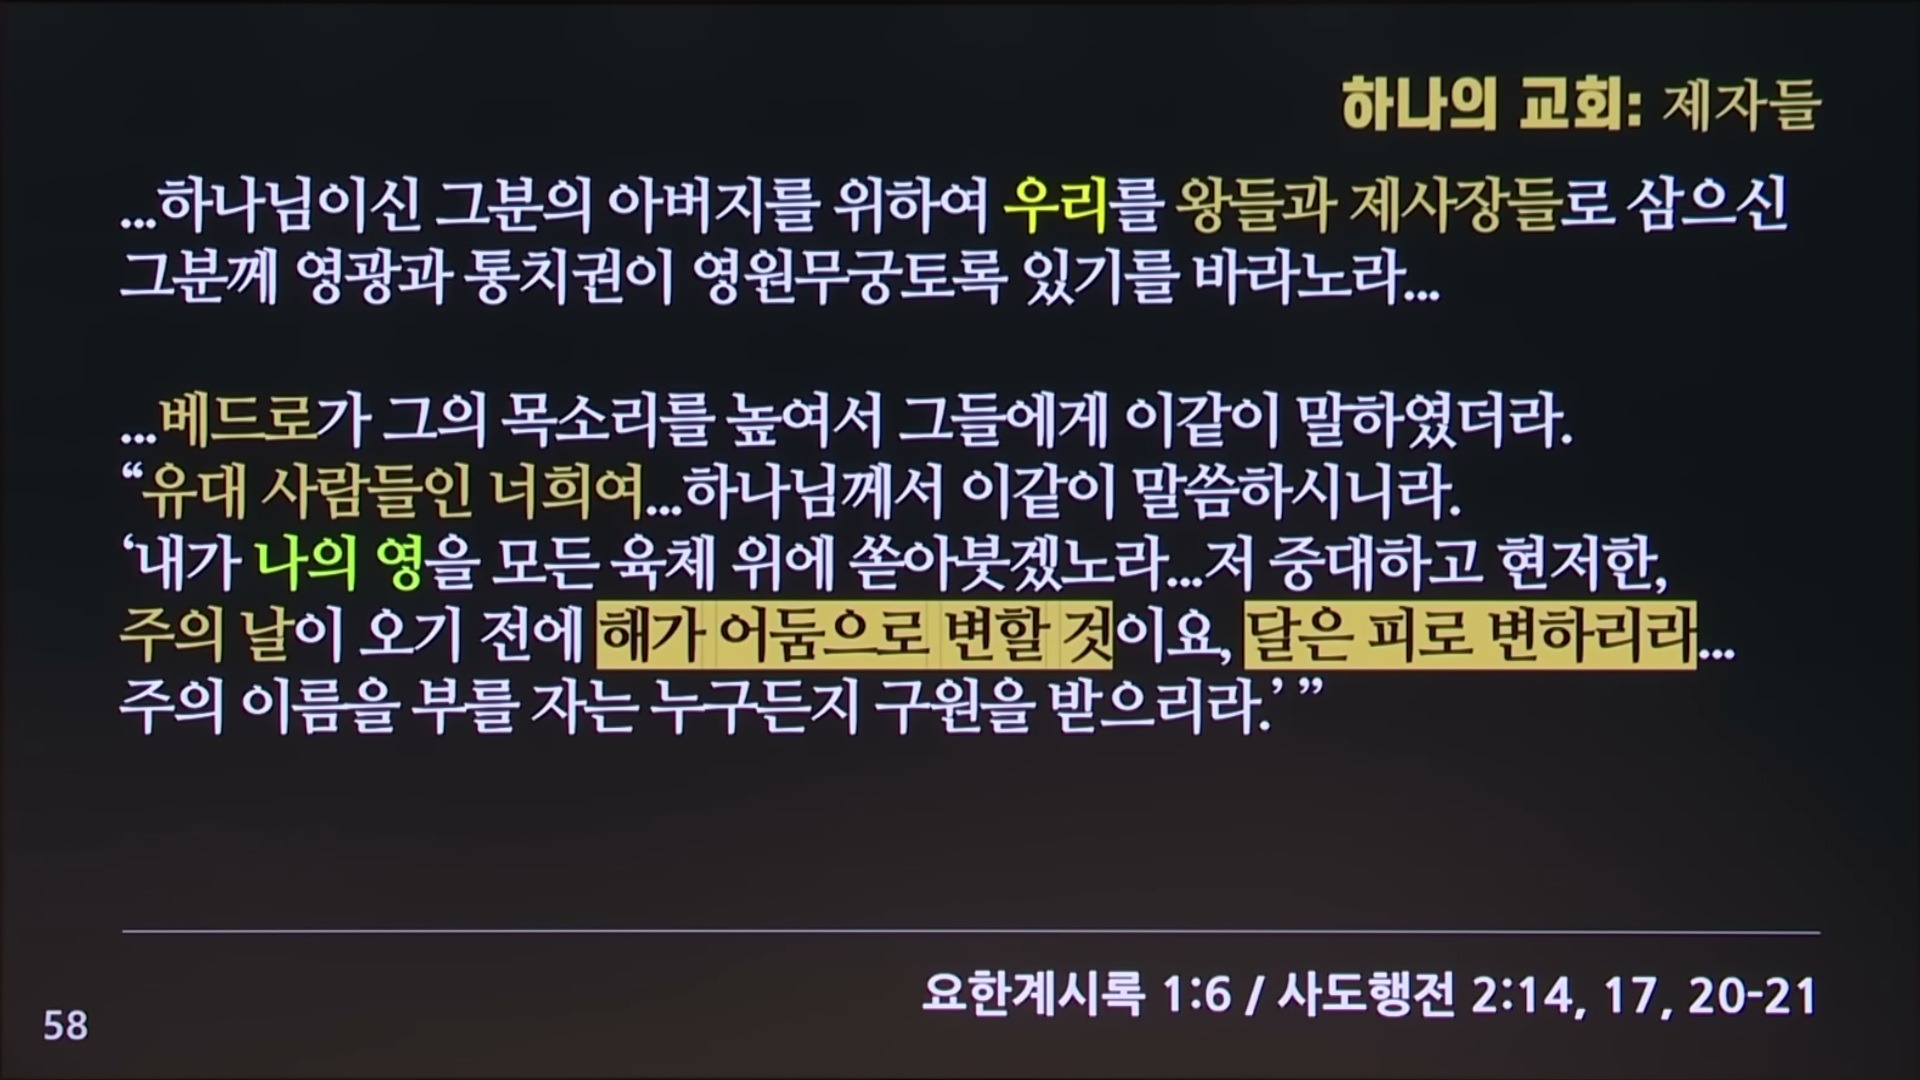 하나의 교회: 제자들
...하나님이신 그분의 아버지를 위하여 우리를 왕들과 제사장들로 삼으신
그분께 영광과 통치권이 영원무궁토록 있기를 바라노라...
...베드로가 그의 목소리를 높여서 그들에게 이같이 말하였더라.
“유대 사람들인 너희여...하나님께서 이같이 말씀하시니라.
‘내가 나의 영을 모든 육체 위에 쏟아붓겠노라...저 중대하고 현저한,
주의 날이 오기 전에 해가 어둠으로 변할 것이요, 달은 피로 변하리라...
주의 이름을 부를 자는 누구든지 구원을 받으리라.’ ”
요한계시록 1:6 / 사도행전 2:14, 17, 20-21
58